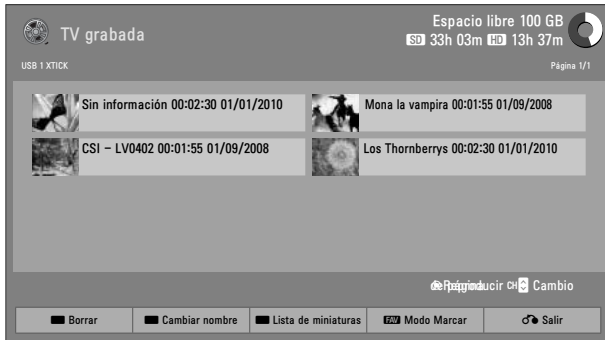 TV grabada
Espacio libre 100 GB
SD 33h 03m HD 13h 37m
USB 1 XTICK
Página 1/1
Sin información 00:02:30 01/01/2010
Mona la vampira 00:01:55 01/09/2008
CSI – LV0402 00:01:55 01/09/2008
Los Thornberrys 00:02:30 01/01/2010
Reproducir CH Cambio de página
Borrar
Cambiar nombre
Lista de miniaturas
FAV Modo Marcar
Salir